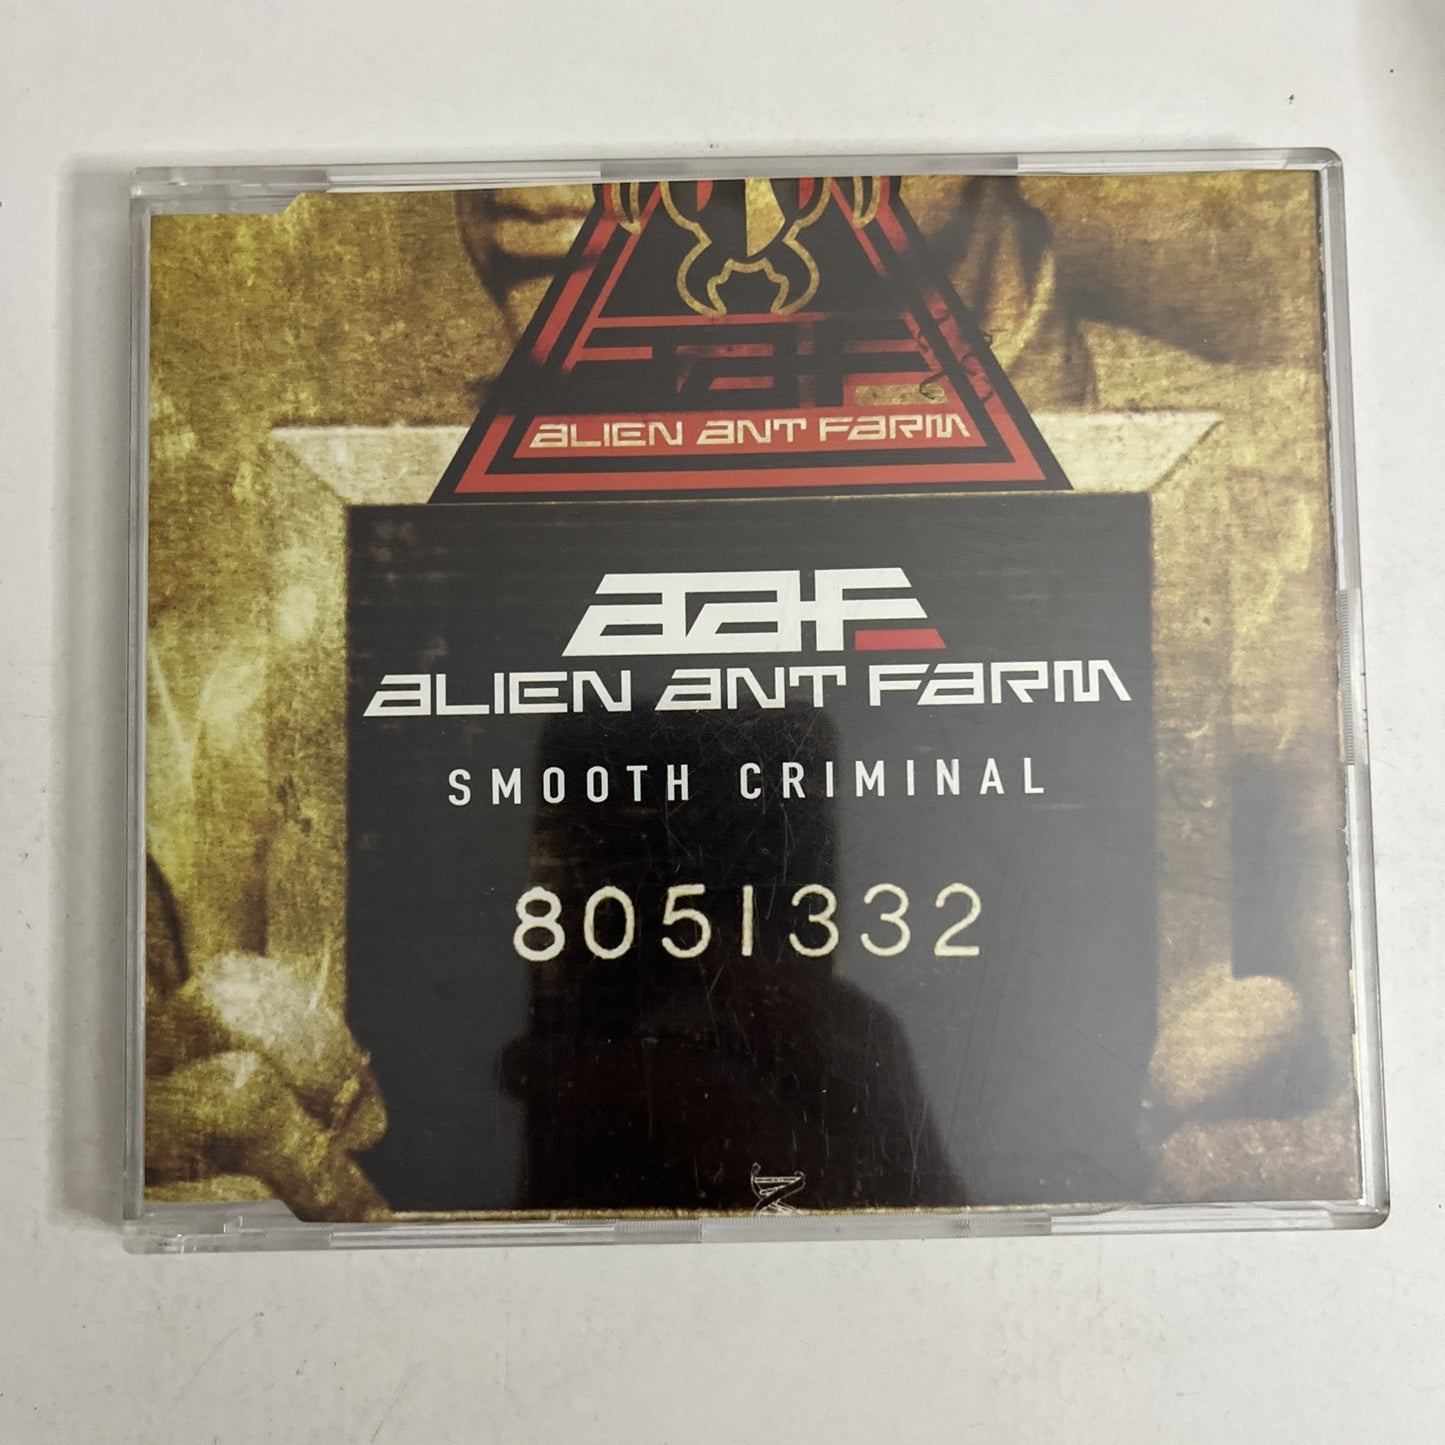 aaF
ALIEN ANT FARM
aaF
ALIEN ANT FARM
SMOOTH CRIMINAL
8051332